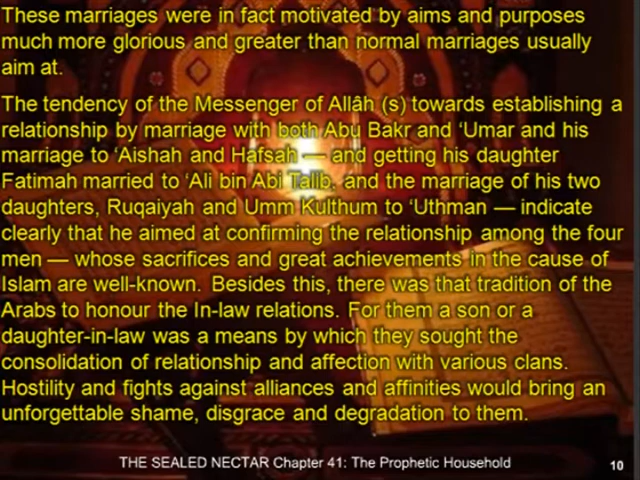 These marriages were in fact motivated by aims and purposes
much more glorious and greater than normal marriages usually
aim at.
The tendency of the Messenger of Allâh (s) towards establishing a
relationship by marriage with both Abu Bakr and ‘Umar and his
marriage to ‘Aishah and Hafsah — and getting his daughter
Fatimah married to ‘Ali bin Abi Talib, and the marriage of his two
daughters, Ruqaiyah and Umm Kulthum to ‘Uthman — indicate
clearly that he aimed at confirming the relationship among the four
men — whose sacrifices and great achievements in the cause of
Islam are well-known. Besides this, there was that tradition of the
Arabs to honour the In-law relations. For them a son or a
daughter-in-law was a means by which they sought the
consolidation of relationship and affection with various clans.
Hostility and fights against alliances and affinities would bring an
unforgettable shame, disgrace and degradation to them.
THE SEALED NECTAR Chapter 41: The Prophetic Household
10